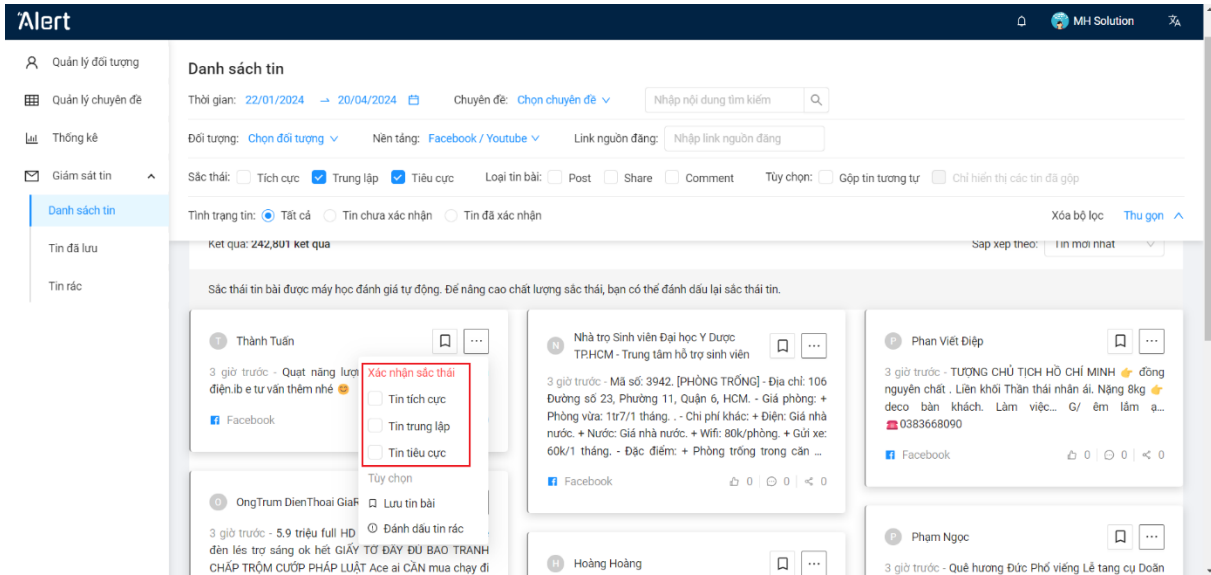 Alert
MH Solution
Quản lý đối tượng
Quản lý chuyên đề
Thống kê
Giám sát tin
Danh sách tin
Tin đã lưu
Tin rác
Danh sách tin
Thời gian: 22/01/2024 → 20/04/2024 Chuyên đề: Chọn chuyên đề Nhập nội dung tìm kiếm
Đối tượng: Chọn đối tượng Nền tảng: Facebook / Youtube Link nguồn đăng: Nhập link nguồn đăng
Sắc thái: Tích cực Trung lập Tiêu cực Loại tin bài: Post Share Comment Tùy chọn: Gộp tin tương tự Chỉ hiển thị các tin đã gộp
Tình trạng tin: Tất cả Tin chưa xác nhận Tin đã xác nhận Xóa bộ lọc Thu gọn
Kết quả: 242,801 kết quả Sắp xếp theo: Tin mới nhất
Sắc thái tin bài được máy học đánh giá tự động. Để nâng cao chất lượng sắc thái, bạn có thể đánh dấu lại sắc thái tin.
T Thành Tuấn
3 giờ trước - Quạt năng lượ
điện.ib e tư vấn thêm nhé 😊
Facebook
Xác nhận sắc thái
Tin tích cực
Tin trung lập
Tin tiêu cực
Tùy chọn
Lưu tin bài
Đánh dấu tin rác
O OngTrum DienThoai GiaR
3 giờ trước - 5.9 triệu full HD
đèn lés trợ sáng ok hết GIẤY TỜ ĐẦY ĐỦ BAO TRANH
CHẤP TRỘM CƯỚP PHÁP LUẬT Ace ai CẦN mua chạy đi
N Nhà trọ Sinh viên Đại học Y Dược
TP.HCM - Trung tâm hỗ trợ sinh viên
3 giờ trước - Mã số: 3942. [PHÒNG TRỐNG] - Địa chỉ: 106
Đường số 23, Phường 11, Quận 6, HCM. - Giá phòng: +
Phòng vừa: 1tr7/1 tháng. . - Chi phí khác: + Điện: Giá nhà
nước. + Nước: Giá nhà nước. + Wifi: 80k/phòng. + Gửi xe:
60k/1 tháng. - Đặc điểm: + Phòng trống trong căn ...
Facebook 0 0 0
H Hoàng Hoàng
P Phan Viết Điệp
3 giờ trước - TƯỢNG CHỦ TỊCH HỒ CHÍ MINH 👉 đồng
nguyên chất . Liền khối Thần thái nhân ái. Nặng 8kg 👉
deco bàn khách. Làm việc... G/ êm lắm ạ...
☎️0383668090
Facebook 0 0 0
P Phạm Ngọc
3 giờ trước - Quê hương Đức Phổ viếng Lễ tang cụ Doãn